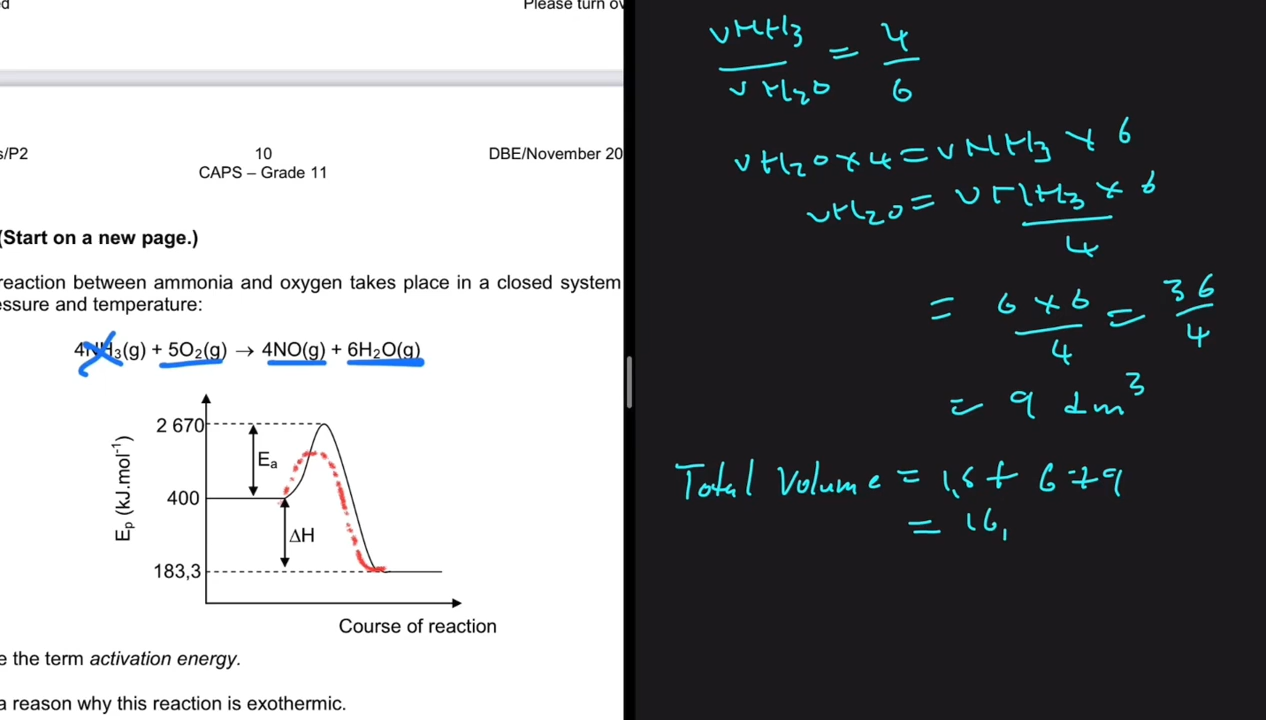 ed
Please turn ov
s/P2
10
DBE/November 20
CAPS – Grade 11
(Start on a new page.)
reaction between ammonia and oxygen takes place in a closed system
essure and temperature:
4NH₃(g) + 5O₂(g) → 4NO(g) + 6H₂O(g)
2 670
Ea
400
ΔH
183,3
Ep (kJ.mol⁻¹)
Course of reaction
e the term activation energy.
a reason why this reaction is exothermic.
vNH₃/vH₂O = 4/6
vH₂O × 4 = vNH₃ × 6
vH₂O = vNH₃ × 6/4
= 6 × 6/4 = 36/4
= 9 dm³
Total Volume = 1,5 + 6 + 9
= 16,